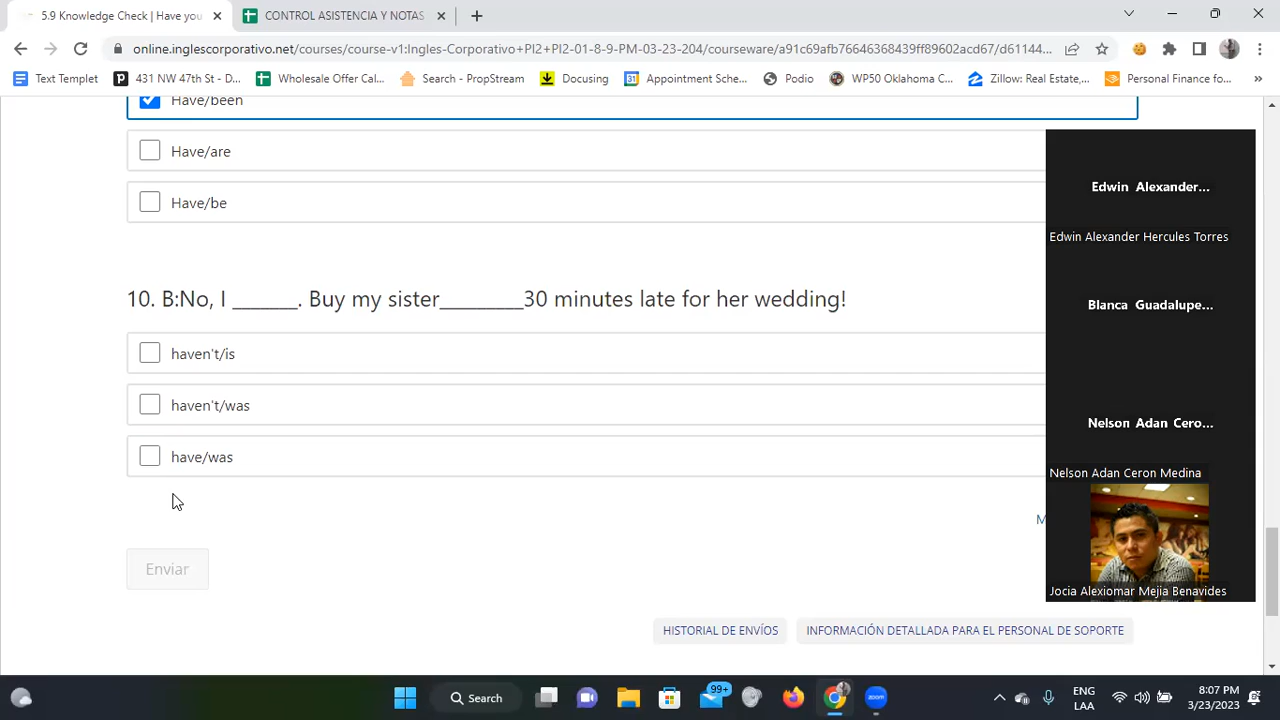 5.9 Knowledge Check | Have you
CONTROL ASISTENCIA Y NOTAS
online.inglescorporativo.net/courses/course-v1:Ingles-Corporativo+PI2+PI2-01-8-9-PM-03-23-204/courseware/a91c69afb76646368439ff89602acd67/d61144...
Text Templet
431 NW 47th St - D...
Wholesale Offer Cal...
Search - PropStream
Docusing
Appointment Sche...
Podio
WP50 Oklahoma C...
Zillow: Real Estate,...
Personal Finance fo...
Have/been
Have/are
Have/be
10. B:No, I _______. Buy my sister_________30 minutes late for her wedding!
haven't/is
haven't/was
have/was
M
Enviar
HISTORIAL DE ENVÍOS
INFORMACIÓN DETALLADA PARA EL PERSONAL DE SOPORTE
Edwin Alexander...
Edwin Alexander Hercules Torres
Blanca Guadalupe...
Nelson Adan Cero...
Nelson Adan Ceron Medina
Jocia Alexiomar Mejia Benavides
Search
99+
zoom
ENG
LAA
8:07 PM
3/23/2023